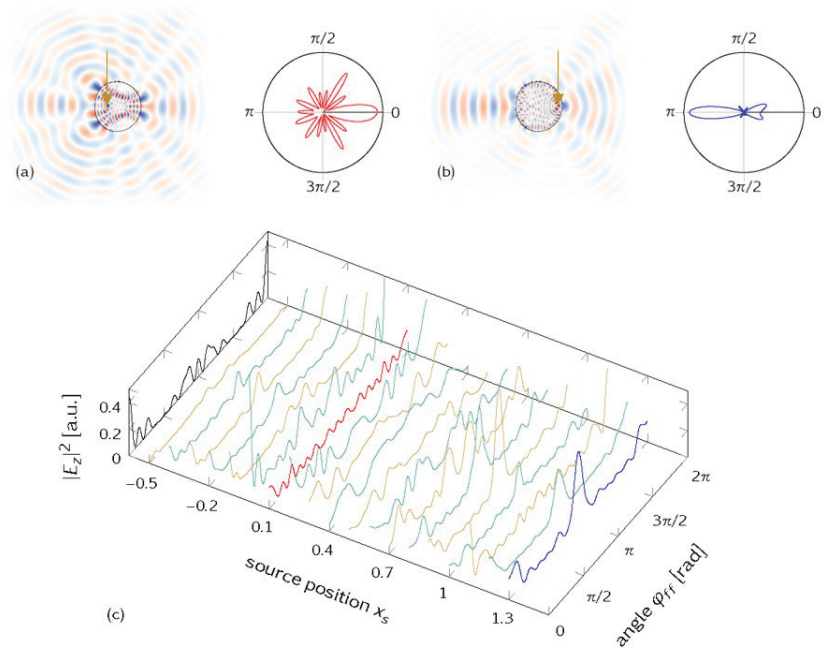 π/2
π
0
3π/2
(a)
π/2
π
0
3π/2
(b)
|E_z|² [a.u.]
0.4
0.2
0
−0.5
−0.2
0.1
0.4
0.7
1
1.3
source position x_s
0
π/2
π
3π/2
2π
angle φ_ff [rad]
(c)